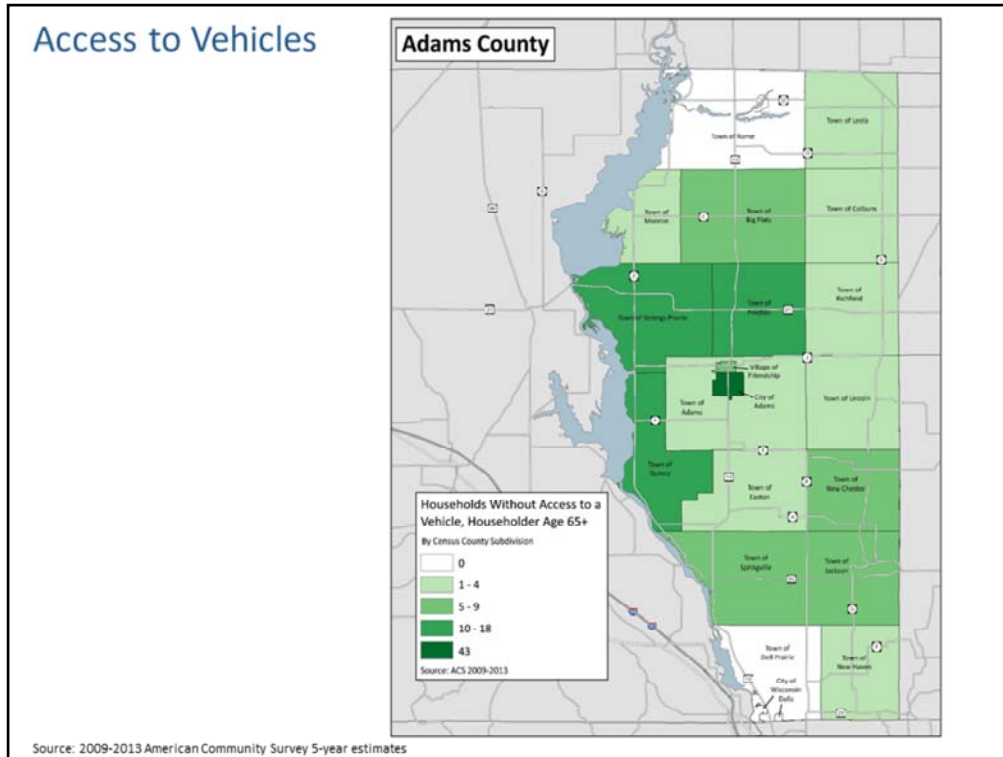 Access to Vehicles
Adams County
Town of Rome
Town of Leola
Town of
Monroe
Town of
Big Flats
Town of Colburn
Town of
Richfield
Town of Strongs Prairie
Town of
Preston
Village of
Friendship
City of
Adams
Town of
Adams
Town of Lincoln
Town of
Quincy
Town of
Easton
Town of
New Chester
Town of
Springville
Town of
Jackson
Town of
Dell Prairie
City of
Wisconsin
Dells
Town of
New Haven
Households Without Access to a
Vehicle, Householder Age 65+
By Census County Subdivision
0
1 - 4
5 - 9
10 - 18
43
Source: ACS 2009-2013
Source: 2009-2013 American Community Survey 5-year estimates